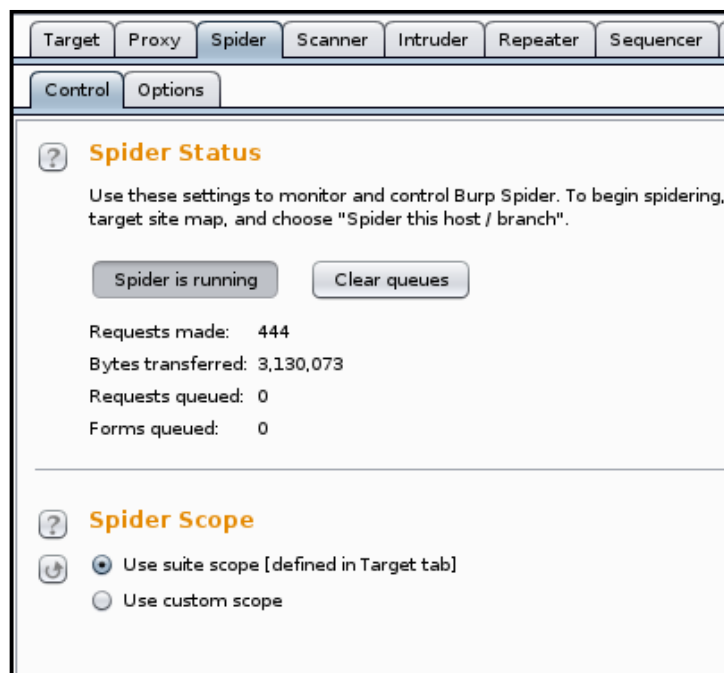 Target Proxy Spider Scanner Intruder Repeater Sequencer
Control Options
? Spider Status
Use these settings to monitor and control Burp Spider. To begin spidering,
target site map, and choose "Spider this host / branch".
Spider is running Clear queues
Requests made: 444
Bytes transferred: 3,130,073
Requests queued: 0
Forms queued: 0
? Spider Scope
Use suite scope [defined in Target tab]
Use custom scope